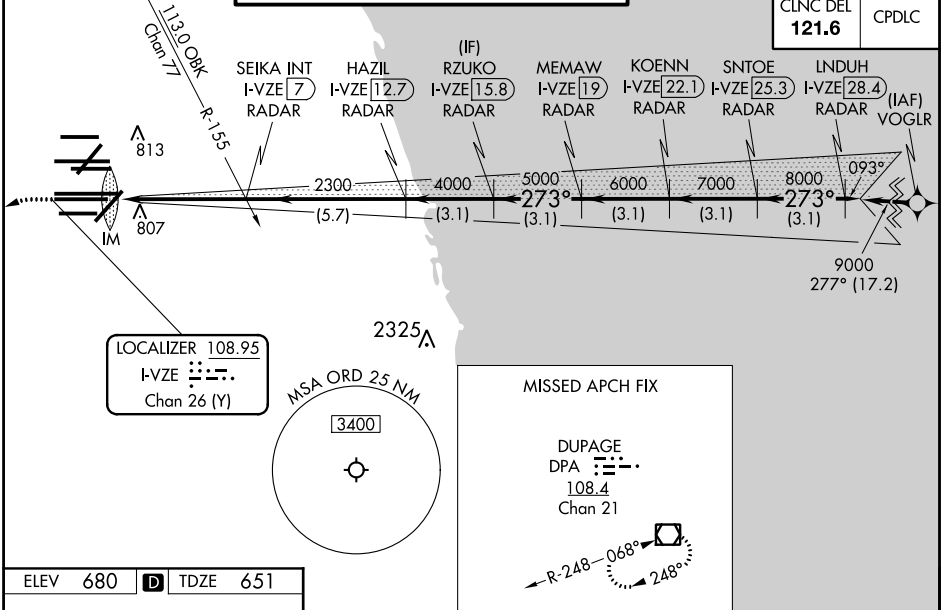 CLNC DEL
121.6
CPDLC
113.0 OBK
Chan 77
R-155
SEIKA INT
I-VZE 7
RADAR
HAZIL
I-VZE 12.7
RADAR
(IF)
RZUKO
I-VZE 15.8
RADAR
MEMAW
I-VZE 19
RADAR
KOENN
I-VZE 22.1
RADAR
SNTOE
I-VZE 25.3
RADAR
LNDUH
I-VZE 28.4
RADAR
(IAF)
VOGLR
813
807
IM
2300
(5.7)
4000
(3.1)
5000
273°
(3.1)
6000
(3.1)
7000
(3.1)
8000
273°
(3.1)
093°
9000
277° (17.2)
LOCALIZER 108.95
I-VZE
Chan 26 (Y)
2325
MSA ORD 25 NM
3400
MISSED APCH FIX
DUPAGE
DPA
108.4
Chan 21
R-248
068°
248°
ELEV 680 D TDZE 651